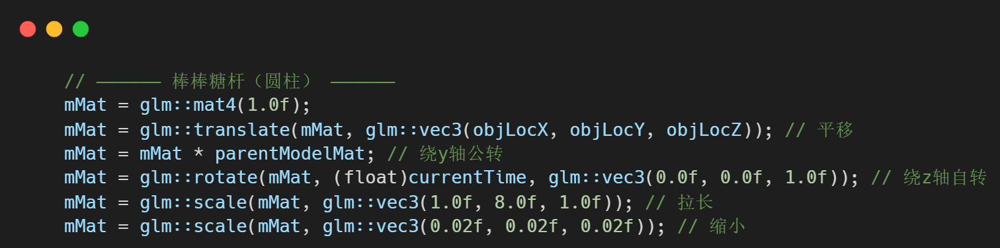 // —————— 棒棒糖杆（圆柱） ——————
mMat = glm::mat4(1.0f);
mMat = glm::translate(mMat, glm::vec3(objLocX, objLocY, objLocZ)); // 平移
mMat = mMat * parentModelMat; // 绕y轴公转
mMat = glm::rotate(mMat, (float)currentTime, glm::vec3(0.0f, 0.0f, 1.0f)); // 绕z轴自转
mMat = glm::scale(mMat, glm::vec3(1.0f, 8.0f, 1.0f)); // 拉长
mMat = glm::scale(mMat, glm::vec3(0.02f, 0.02f, 0.02f)); // 缩小